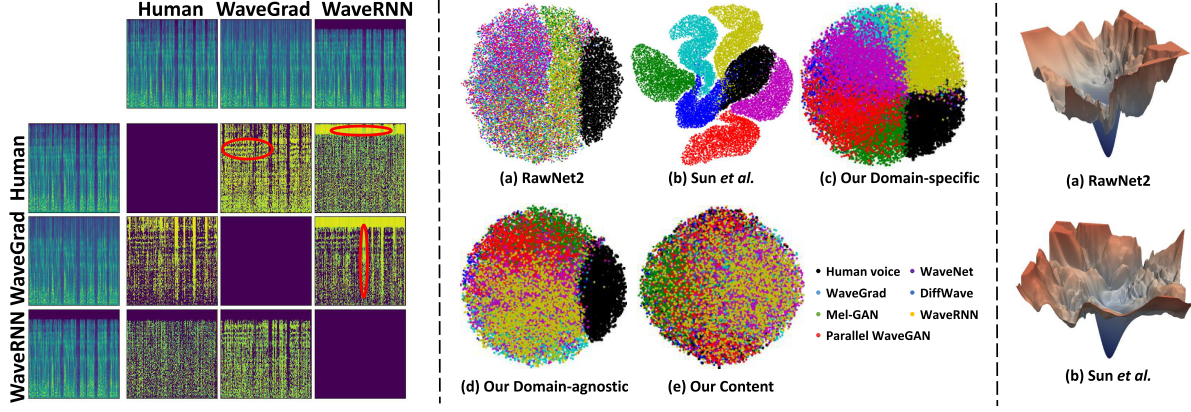 Human WaveGrad WaveRNN
Human
WaveGrad
WaveRNN
(a) RawNet2
(b) Sun et al.
(c) Our Domain-specific
(d) Our Domain-agnostic
(e) Our Content
Human voice
WaveNet
WaveGrad
DiffWave
Mel-GAN
WaveRNN
Parallel WaveGAN
(a) RawNet2
(b) Sun et al.